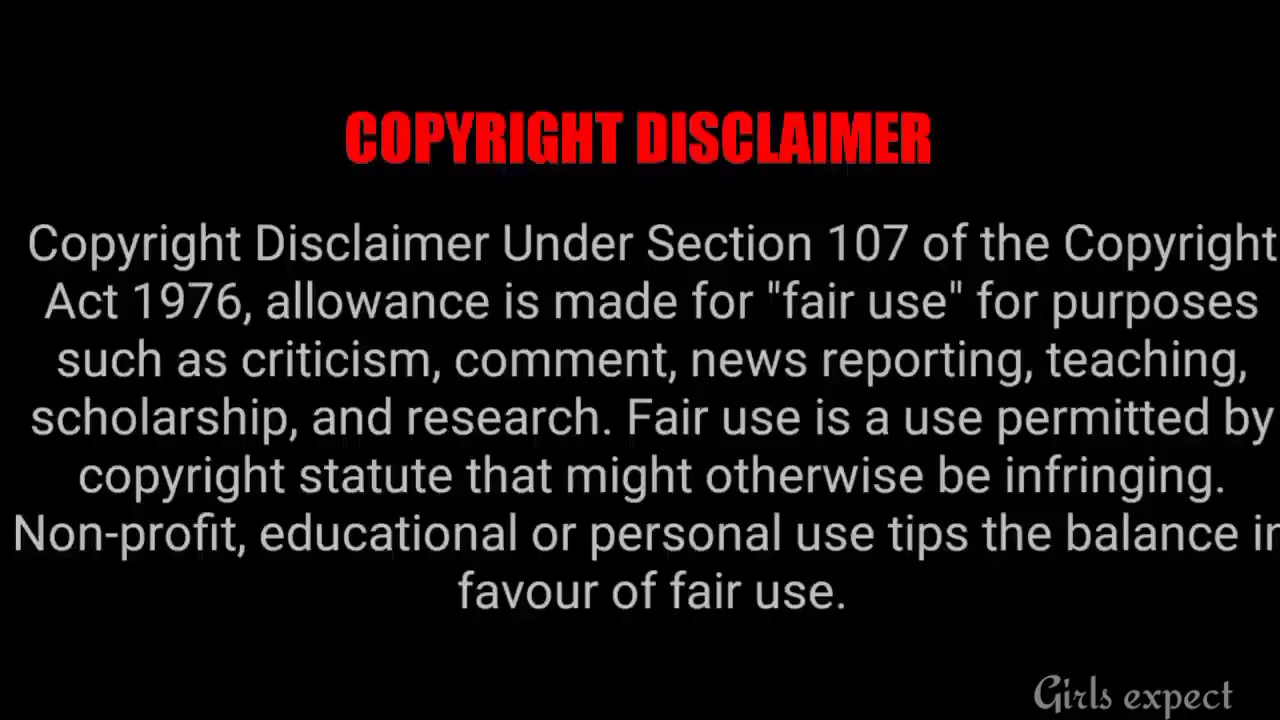 COPYRIGHT DISCLAIMER
Copyright Disclaimer Under Section 107 of the Copyright
Act 1976, allowance is made for "fair use" for purposes
such as criticism, comment, news reporting, teaching,
scholarship, and research. Fair use is a use permitted by
copyright statute that might otherwise be infringing.
Non-profit, educational or personal use tips the balance in
favour of fair use.
Girls expect